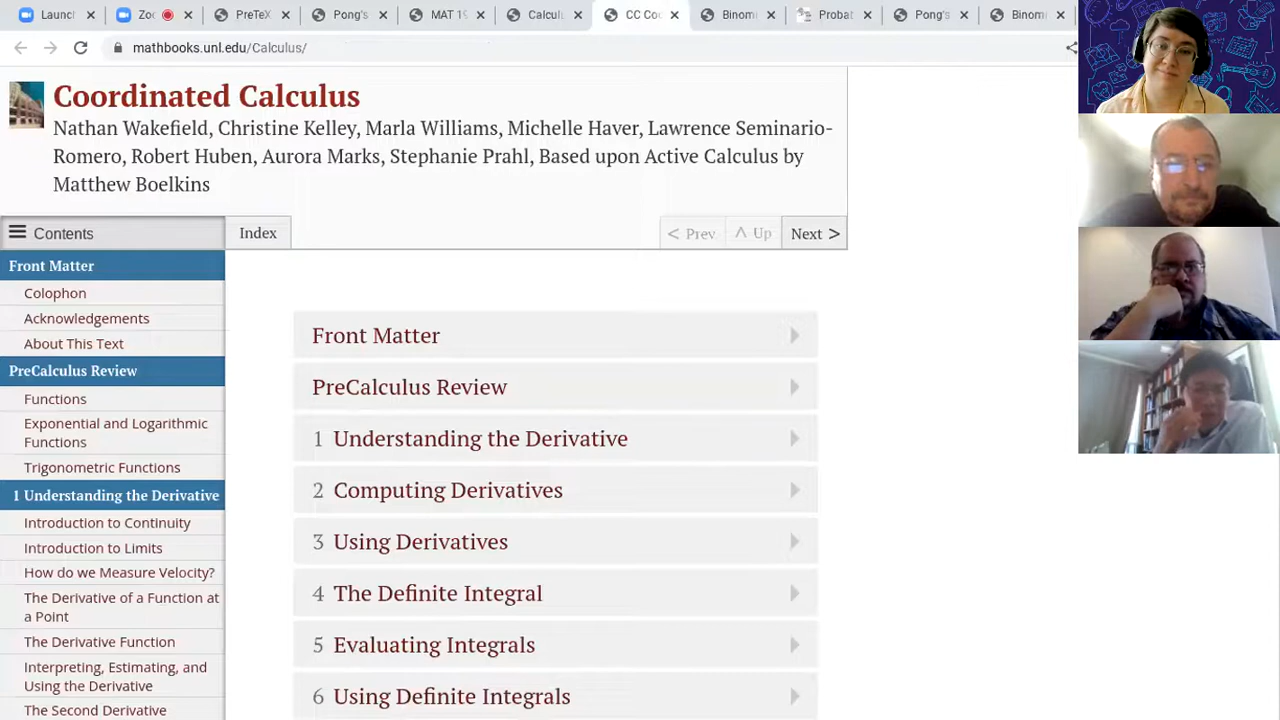 Launc
Zoo
PreTeX
Pong's
MAT 19
Calcul
CC Coo
Binomi
Probat
Pong's
Binom
mathbooks.unl.edu/Calculus/
Coordinated Calculus
Nathan Wakefield, Christine Kelley, Marla Williams, Michelle Haver, Lawrence Seminario-
Romero, Robert Huben, Aurora Marks, Stephanie Prahl, Based upon Active Calculus by
Matthew Boelkins
Contents
Index
< Prev
^ Up
Next >
Front Matter
Colophon
Acknowledgements
About This Text
PreCalculus Review
Functions
Exponential and Logarithmic
Functions
Trigonometric Functions
1 Understanding the Derivative
Introduction to Continuity
Introduction to Limits
How do we Measure Velocity?
The Derivative of a Function at
a Point
The Derivative Function
Interpreting, Estimating, and
Using the Derivative
The Second Derivative
Front Matter
PreCalculus Review
1 Understanding the Derivative
2 Computing Derivatives
3 Using Derivatives
4 The Definite Integral
5 Evaluating Integrals
6 Using Definite Integrals